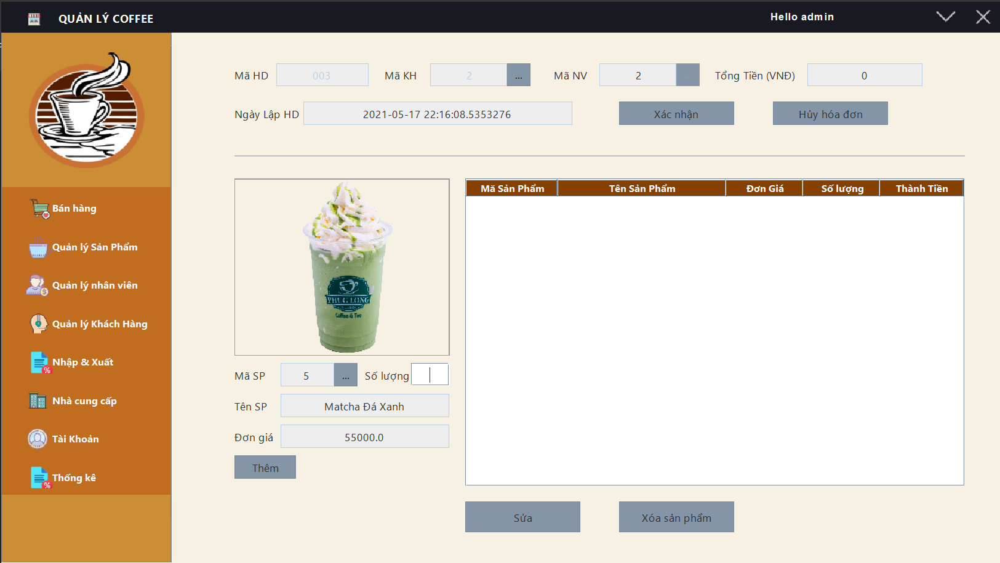 QUẢN LÝ COFFEE
Hello admin
Mã HD 003 Mã KH 2 ... Mã NV 2 Tổng Tiền (VNĐ) 0
Ngày Lập HD 2021-05-17 22:16:08.5353276 Xác nhận Hủy hóa đơn
Bán hàng
Quản lý Sản Phẩm
Quản lý nhân viên
Quản lý Khách Hàng
Nhập & Xuất
Nhà cung cấp
Tài Khoản
Thống kê
PHUC LONG
Coffee & Tea
Mã SP 5 ... Số lượng
Tên SP Matcha Đá Xanh
Đơn giá 55000.0
Thêm
Mã Sản Phẩm Tên Sản Phẩm Đơn Giá Số lượng Thành Tiền
Sửa Xóa sản phẩm